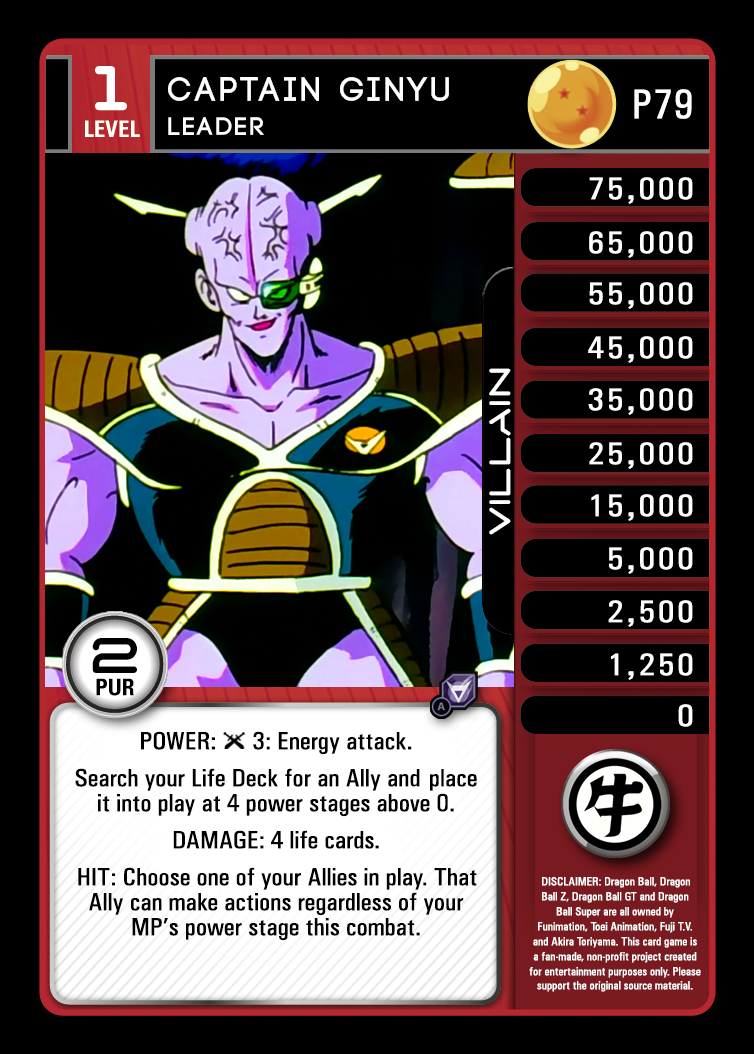 1
LEVEL
CAPTAIN GINYU
LEADER
P79
75,000
65,000
55,000
45,000
35,000
25,000
15,000
5,000
2,500
1,250
0
VILLAIN
2
PUR
A
POWER: 3: Energy attack.
Search your Life Deck for an Ally and place
it into play at 4 power stages above 0.
DAMAGE: 4 life cards.
HIT: Choose one of your Allies in play. That
Ally can make actions regardless of your
MP's power stage this combat.
牛
DISCLAIMER: Dragon Ball, Dragon
Ball Z, Dragon Ball GT and Dragon
Ball Super are all owned by
Funimation, Toei Animation, Fuji T.V.
and Akira Toriyama. This card game is
a fan-made, non-profit project created
for entertainment purposes only. Please
support the original source material.